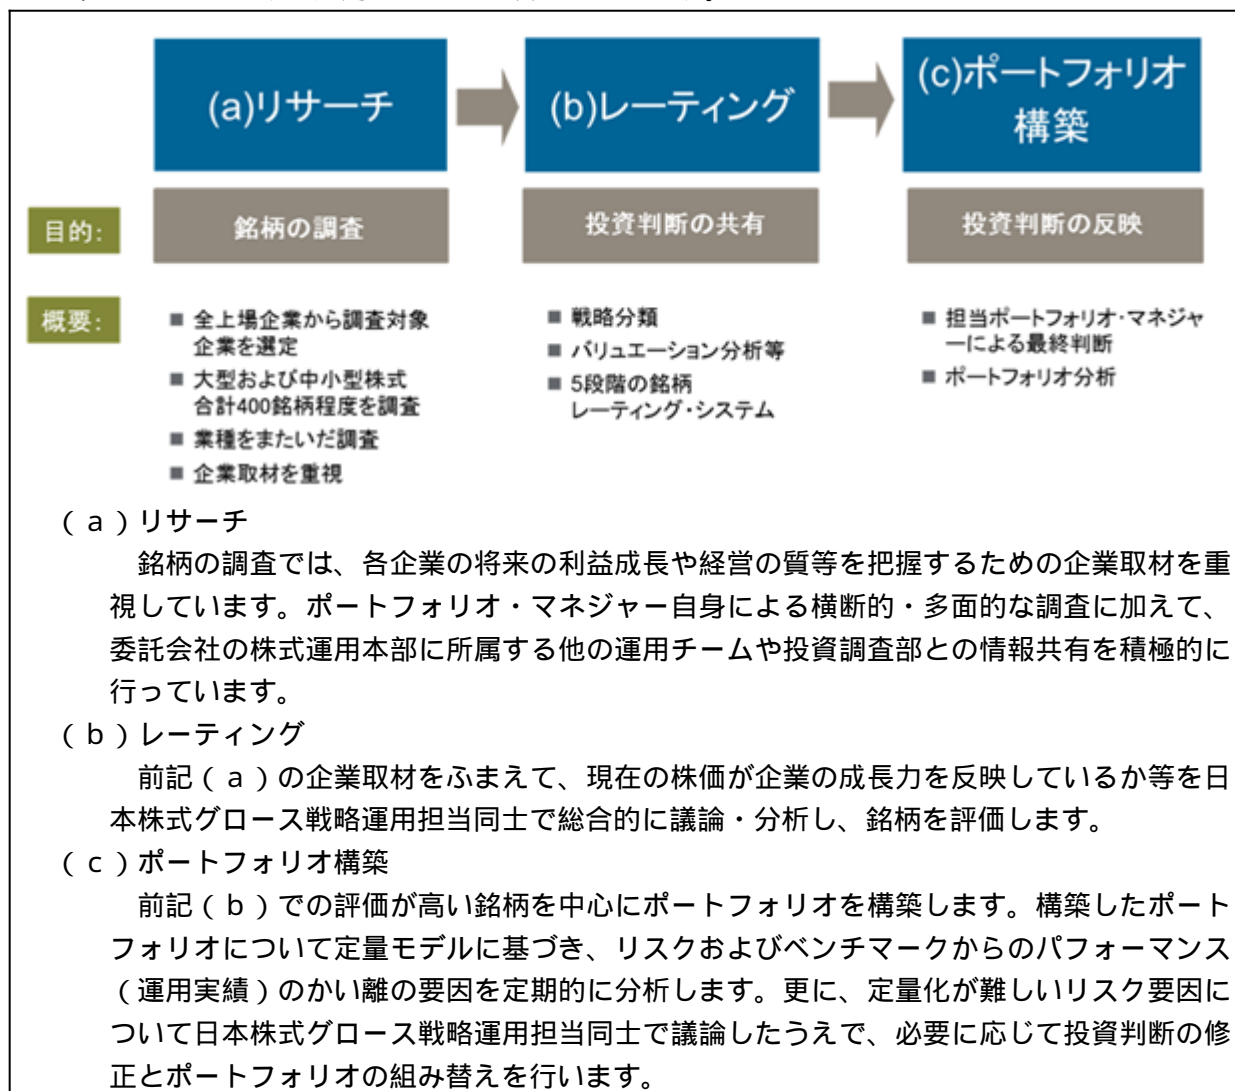 (a)リサーチ
(b)レーティング
(c)ポートフォリオ
構築
目的:
銘柄の調査
投資判断の共有
投資判断の反映
概要:
■ 全上場企業から調査対象
企業を選定
■ 大型および中小型株式
合計400銘柄程度を調査
■ 業種をまたいだ調査
■ 企業取材を重視
■ 戦略分類
■ バリュエーション分析等
■ 5段階の銘柄
レーティング・システム
■ 担当ポートフォリオ・マネジャ
ーによる最終判断
■ ポートフォリオ分析
(a)リサーチ
銘柄の調査では、各企業の将来の利益成長や経営の質等を把握するための企業取材を重
視しています。ポートフォリオ・マネジャー自身による横断的・多面的な調査に加えて、
委託会社の株式運用本部に所属する他の運用チームや投資調査部との情報共有を積極的に
行っています。
(b)レーティング
前記(a)の企業取材をふまえて、現在の株価が企業の成長力を反映しているか等を日
本株式グロース戦略運用担当同士で総合的に議論・分析し、銘柄を評価します。
(c)ポートフォリオ構築
前記(b)での評価が高い銘柄を中心にポートフォリオを構築します。構築したポート
フォリオについて定量モデルに基づき、リスクおよびベンチマークからのパフォーマンス
(運用実績)のかい離の要因を定期的に分析します。更に、定量化が難しいリスク要因に
ついて日本株式グロース戦略運用担当同士で議論したうえで、必要に応じて投資判断の修
正とポートフォリオの組み替えを行います。